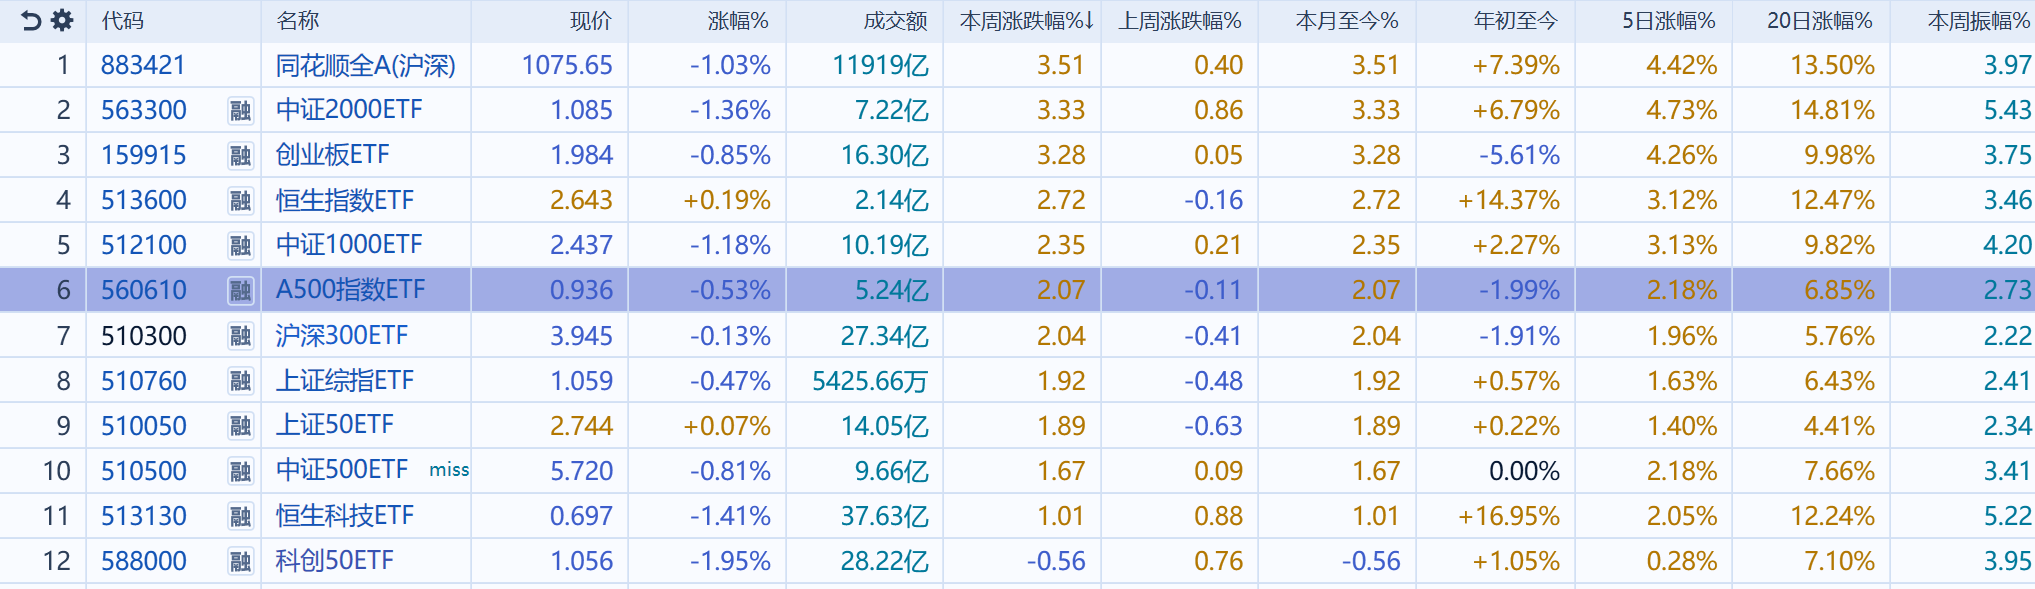 代码 名称 现价 涨幅% 成交额 本周涨跌幅%↓ 上周涨跌幅% 本月至今% 年初至今 5日涨幅% 20日涨幅% 本周振幅%
1 883421 同花顺全A(沪深) 1075.65 -1.03% 11919亿 3.51 0.40 3.51 +7.39% 4.42% 13.50% 3.97
2 563300 融 中证2000ETF 1.085 -1.36% 7.22亿 3.33 0.86 3.33 +6.79% 4.73% 14.81% 5.43
3 159915 融 创业板ETF 1.984 -0.85% 16.30亿 3.28 0.05 3.28 -5.61% 4.26% 9.98% 3.75
4 513600 融 恒生指数ETF 2.643 +0.19% 2.14亿 2.72 -0.16 2.72 +14.37% 3.12% 12.47% 3.46
5 512100 融 中证1000ETF 2.437 -1.18% 10.19亿 2.35 0.21 2.35 +2.27% 3.13% 9.82% 4.20
6 560610 融 A500指数ETF 0.936 -0.53% 5.24亿 2.07 -0.11 2.07 -1.99% 2.18% 6.85% 2.73
7 510300 融 沪深300ETF 3.945 -0.13% 27.34亿 2.04 -0.41 2.04 -1.91% 1.96% 5.76% 2.22
8 510760 融 上证综指ETF 1.059 -0.47% 5425.66万 1.92 -0.48 1.92 +0.57% 1.63% 6.43% 2.41
9 510050 融 上证50ETF 2.744 +0.07% 14.05亿 1.89 -0.63 1.89 +0.22% 1.40% 4.41% 2.34
10 510500 融 中证500ETF miss 5.720 -0.81% 9.66亿 1.67 0.09 1.67 0.00% 2.18% 7.66% 3.41
11 513130 融 恒生科技ETF 0.697 -1.41% 37.63亿 1.01 0.88 1.01 +16.95% 2.05% 12.24% 5.22
12 588000 融 科创50ETF 1.056 -1.95% 28.22亿 -0.56 0.76 -0.56 +1.05% 0.28% 7.10% 3.95